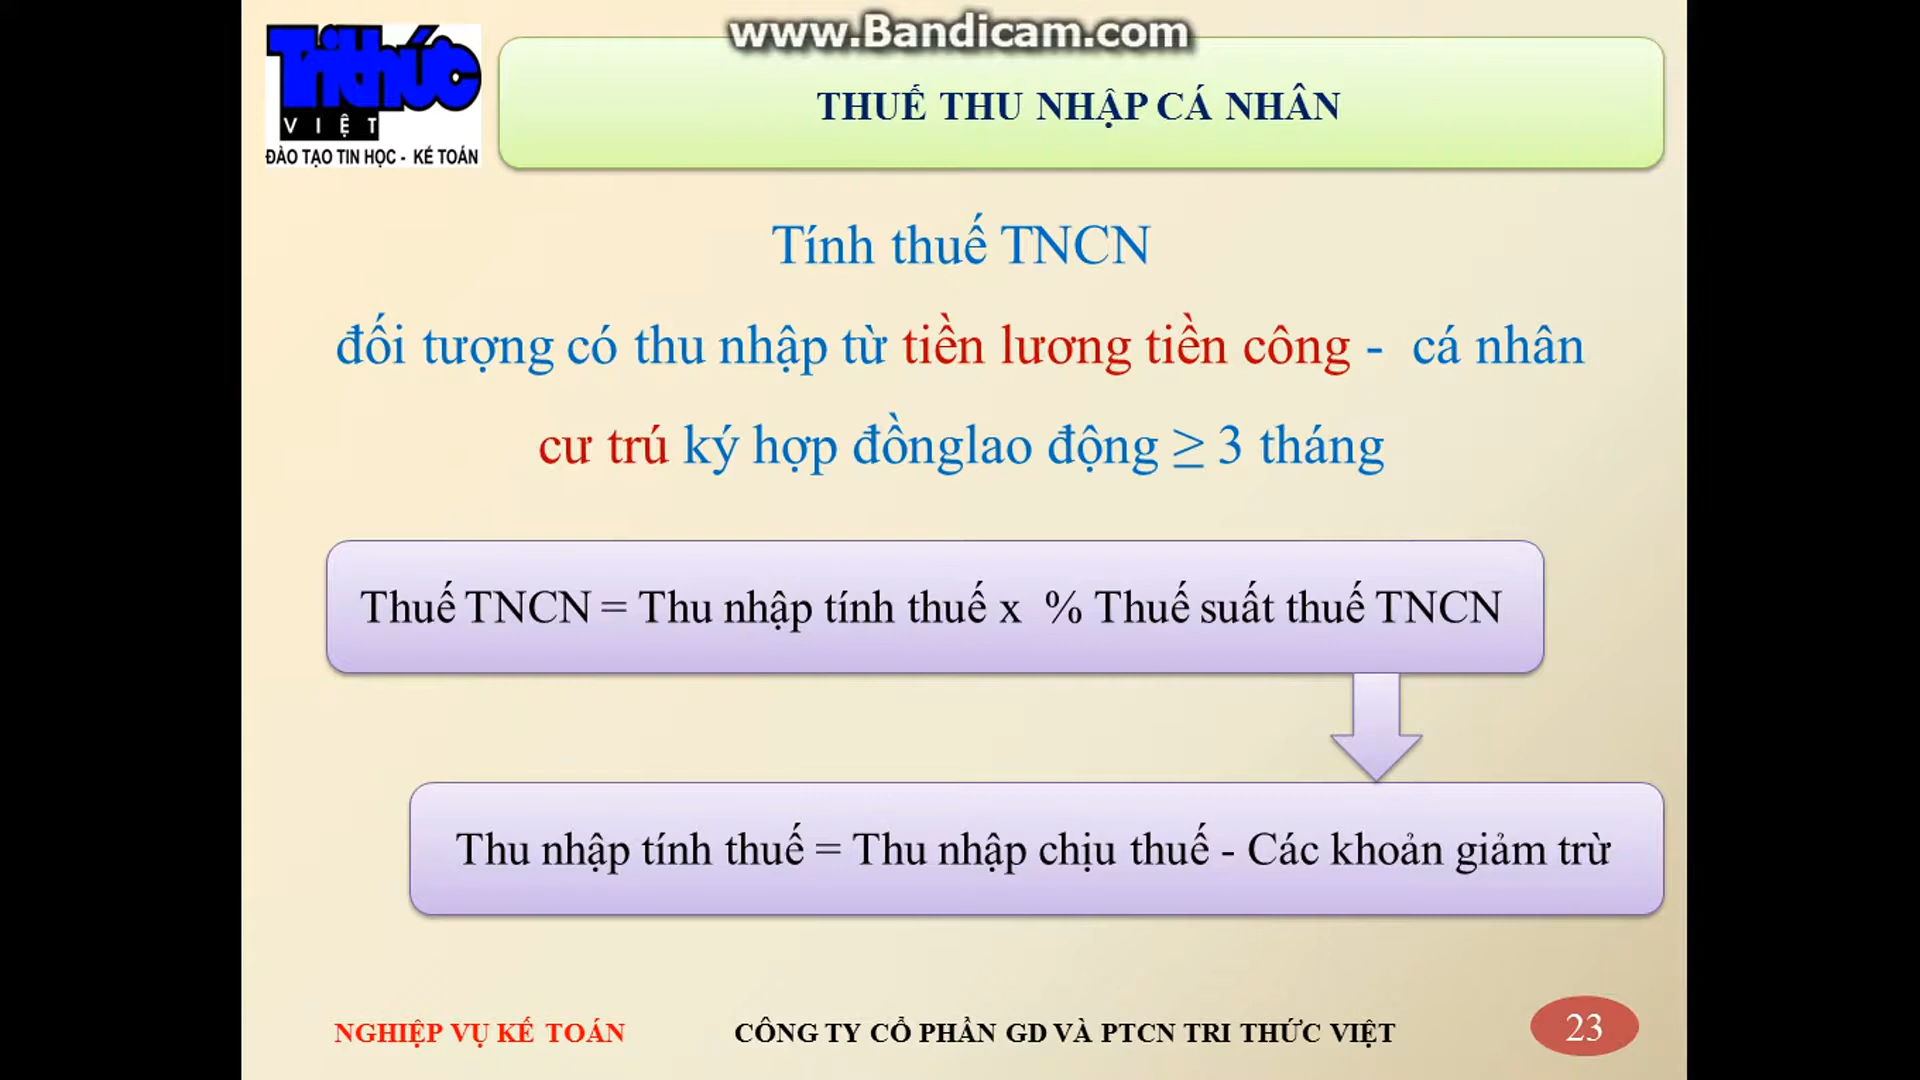 www.Bandicam.com
Tri thức
VIỆT
ĐÀO TẠO TIN HỌC - KẾ TOÁN
THUẾ THU NHẬP CÁ NHÂN
Tính thuế TNCN
đối tượng có thu nhập từ tiền lương tiền công - cá nhân
cư trú ký hợp đồnglao động ≥ 3 tháng
Thuế TNCN = Thu nhập tính thuế x % Thuế suất thuế TNCN
Thu nhập tính thuế = Thu nhập chịu thuế - Các khoản giảm trừ
NGHIỆP VỤ KẾ TOÁN
CÔNG TY CỔ PHẦN GD VÀ PTCN TRI THỨC VIỆT
23